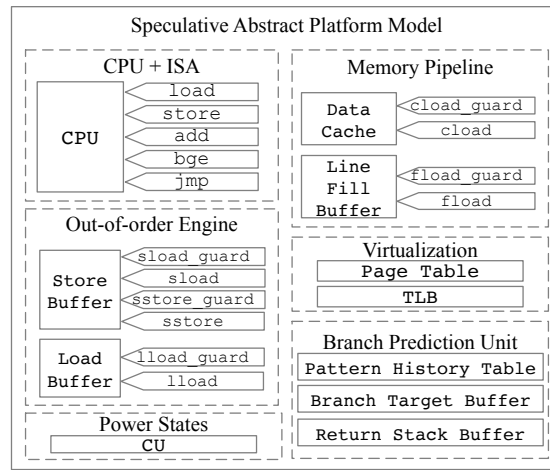 Speculative Abstract Platform Model
CPU + ISA
CPU
load
store
add
bge
jmp
Out-of-order Engine
Store
Buffer
sload_guard
sload
sstore_guard
sstore
Load
Buffer
lload_guard
lload
Power States
CU
Memory Pipeline
Data
Cache
cload_guard
cload
Line
Fill
Buffer
fload_guard
fload
Virtualization
Page Table
TLB
Branch Prediction Unit
Pattern History Table
Branch Target Buffer
Return Stack Buffer